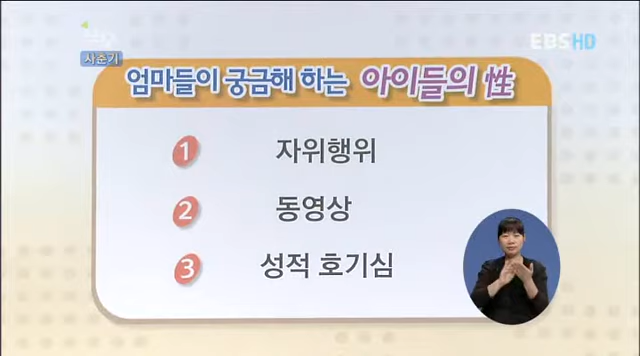 EBS HD
사춘기
엄마들이 궁금해 하는 아이들의 性
1 자위행위
2 동영상
3 성적 호기심